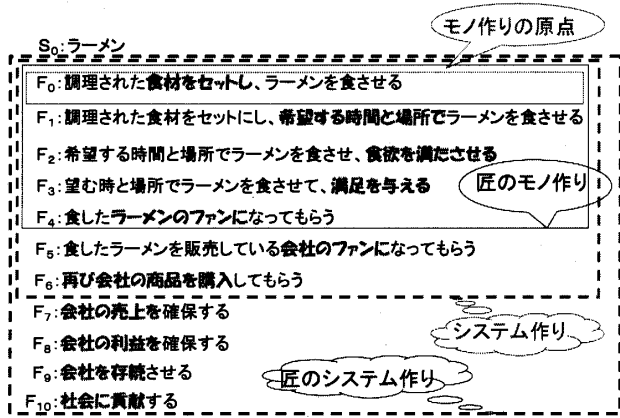 モノ作りの原点
S₀:ラーメン
F₀:調理された食材をセットし、ラーメンを食させる
F₁:調理された食材をセットにし、希望する時間と場所でラーメンを食させる
F₂:希望する時間と場所でラーメンを食させ、食欲を満たさせる
F₃:望む時と場所でラーメンを食させて、満足を与える
匠のモノ作り
F₄:食したラーメンのファンになってもらう
F₅:食したラーメンを販売している会社のファンになってもらう
F₆:再び会社の商品を購入してもらう
F₇:会社の売上を確保する
システム作り
F₈:会社の利益を確保する
F₉:会社を存続させる
匠のシステム作り
F₁₀:社会に貢献する